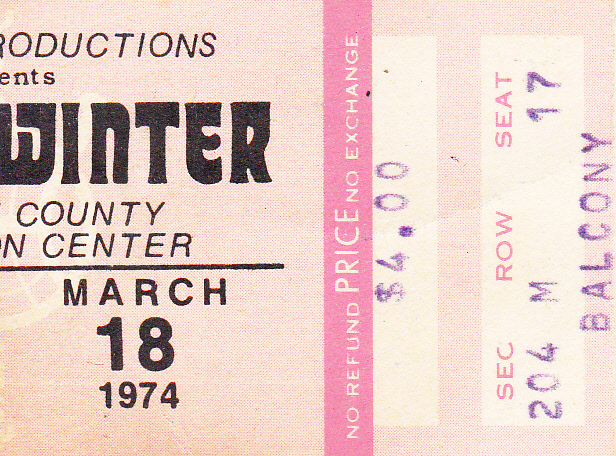 RODUCTIONS
ents
WINTER
COUNTY
ON CENTER
MARCH
18
1974
NO REFUND PRICE NO EXCHANGE
$4.00
SEC ROW SEAT
204 M 17
BALCONY